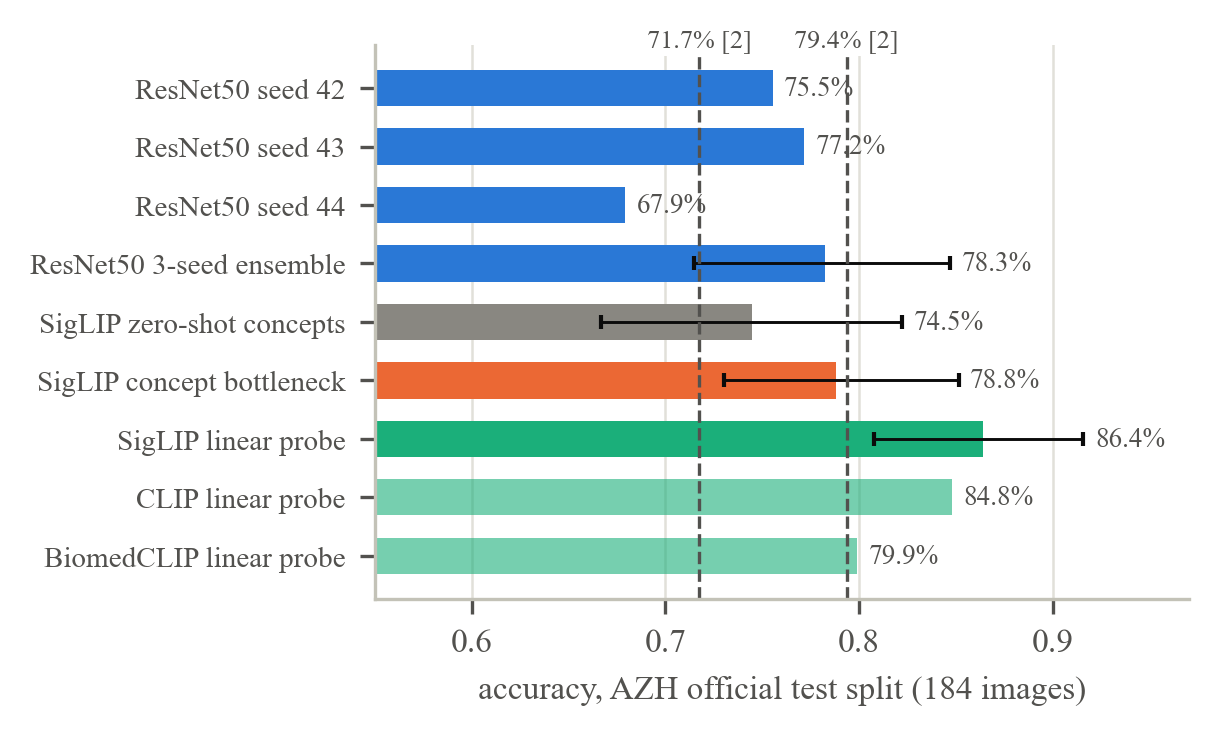 71.7% [2] 79.4% [2]
ResNet50 seed 42 75.5%
ResNet50 seed 43 77.2%
ResNet50 seed 44 67.9%
ResNet50 3-seed ensemble 78.3%
SigLIP zero-shot concepts 74.5%
SigLIP concept bottleneck 78.8%
SigLIP linear probe 86.4%
CLIP linear probe 84.8%
BiomedCLIP linear probe 79.9%
0.6 0.7 0.8 0.9
accuracy, AZH official test split (184 images)